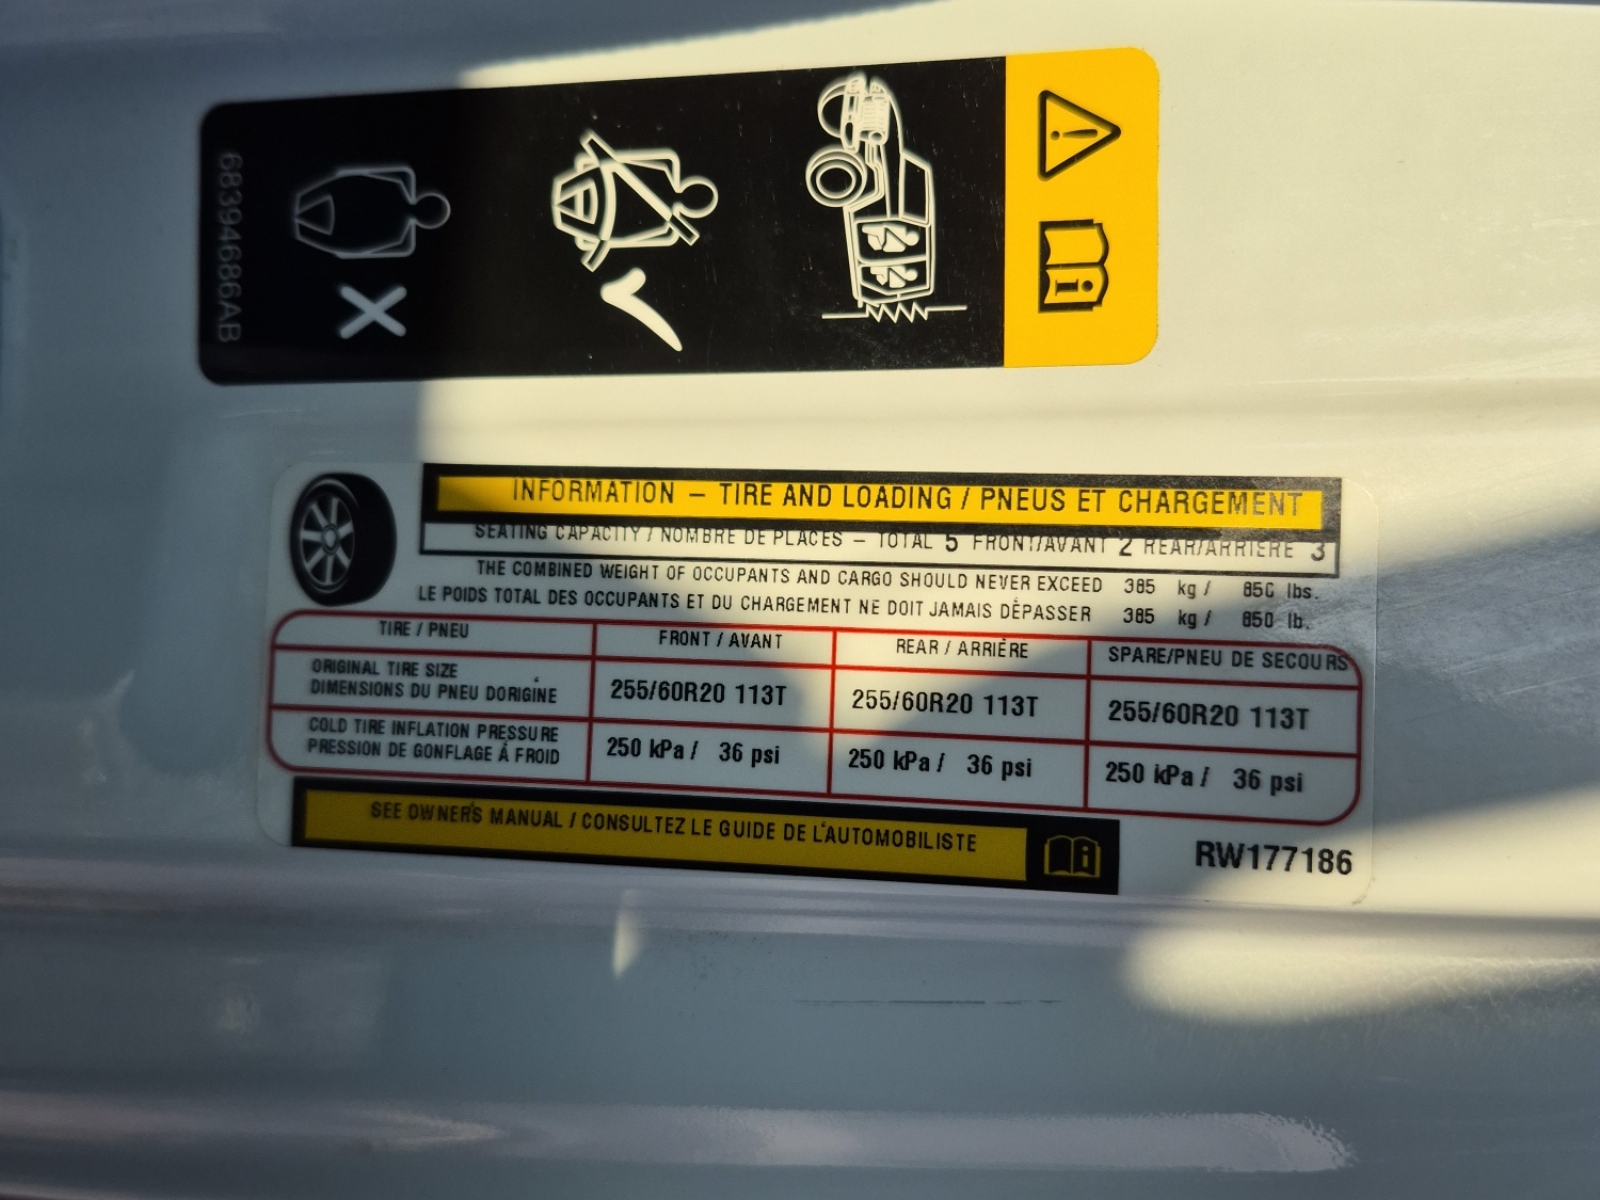 68394686AB
INFORMATION – TIRE AND LOADING / PNEUS ET CHARGEMENT
SEATING CAPACITY / NOMBRE DE PLACES – TOTAL 5 FRONT/AVANT 2 REAR/ARRIÈRE 3
THE COMBINED WEIGHT OF OCCUPANTS AND CARGO SHOULD NEVER EXCEED 385 kg / 850 lbs.
LE POIDS TOTAL DES OCCUPANTS ET DU CHARGEMENT NE DOIT JAMAIS DÉPASSER 385 kg / 850 lb.
TIRE / PNEU FRONT / AVANT REAR / ARRIÈRE SPARE/PNEU DE SECOURS
ORIGINAL TIRE SIZE
DIMENSIONS DU PNEU DORIGINE 255/60R20 113T 255/60R20 113T 255/60R20 113T
COLD TIRE INFLATION PRESSURE
PRESSION DE GONFLAGE À FROID 250 kPa / 36 psi 250 kPa / 36 psi 250 kPa / 36 psi
SEE OWNER'S MANUAL / CONSULTEZ LE GUIDE DE L'AUTOMOBILISTE
RW177186